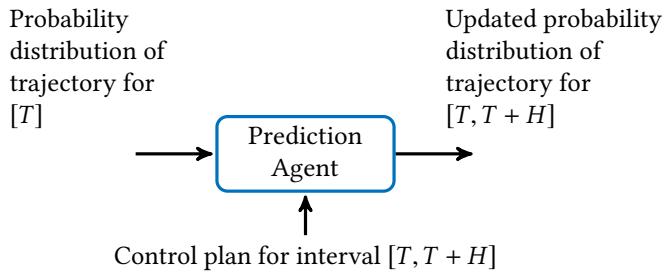 Probability
distribution of
trajectory for
[T]
Updated probability
distribution of
trajectory for
[T, T + H]
Prediction
Agent
Control plan for interval [T, T + H]